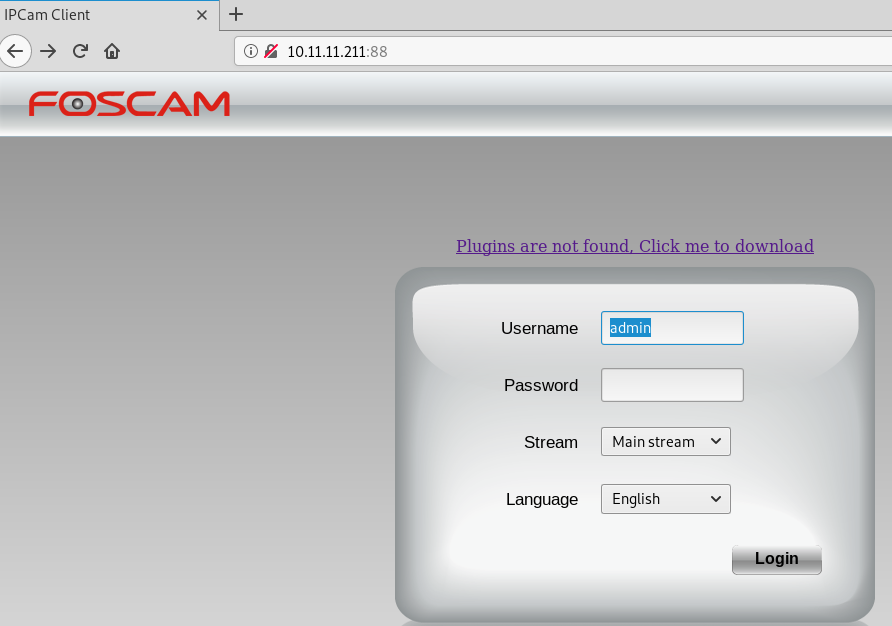 IPCam Client
10.11.11.211:88
FOSCAM
Plugins are not found, Click me to download
Username admin
Password
Stream Main stream
Language English
Login